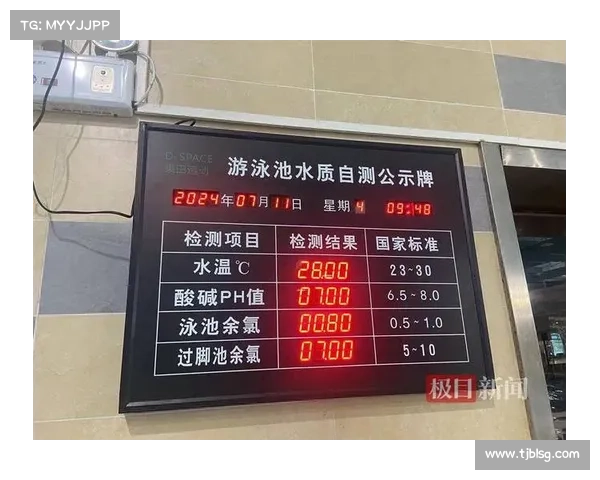 TG: MYYJJPP
D-SPACE
游泳池水质自测公示牌
2024年07月11日 星期4 09:48
检测项目 检测结果 国家标准
水温℃ 28.00 23-30
酸碱PH值 07.00 6.5-8.0
泳池余氯 00.80 0.5-1.0
过脚池余氯 07.00 5-10
极目新闻
www.tjblsg.com